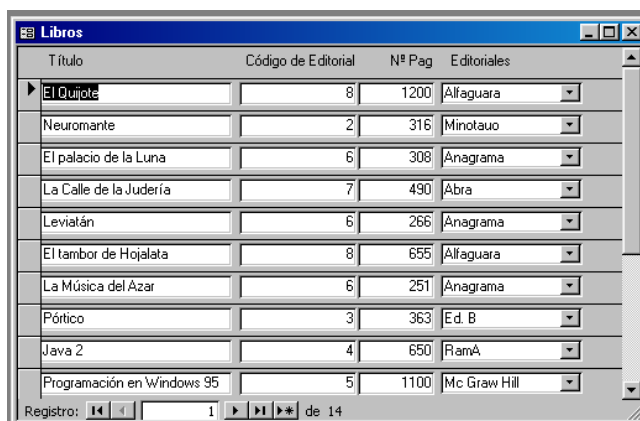 Libros
Título Código de Editorial Nº Pag Editoriales
El Quijote 8 1200 Alfaguara
Neuromante 2 316 Minotauo
El palacio de la Luna 6 308 Anagrama
La Calle de la Judería 7 490 Abra
Leviatán 6 266 Anagrama
El tambor de Hojalata 8 655 Alfaguara
La Música del Azar 6 251 Anagrama
Pórtico 3 363 Ed. B
Java 2 4 650 RamA
Programación en Windows 95 5 1100 Mc Graw Hill
Registro: 1 de 14